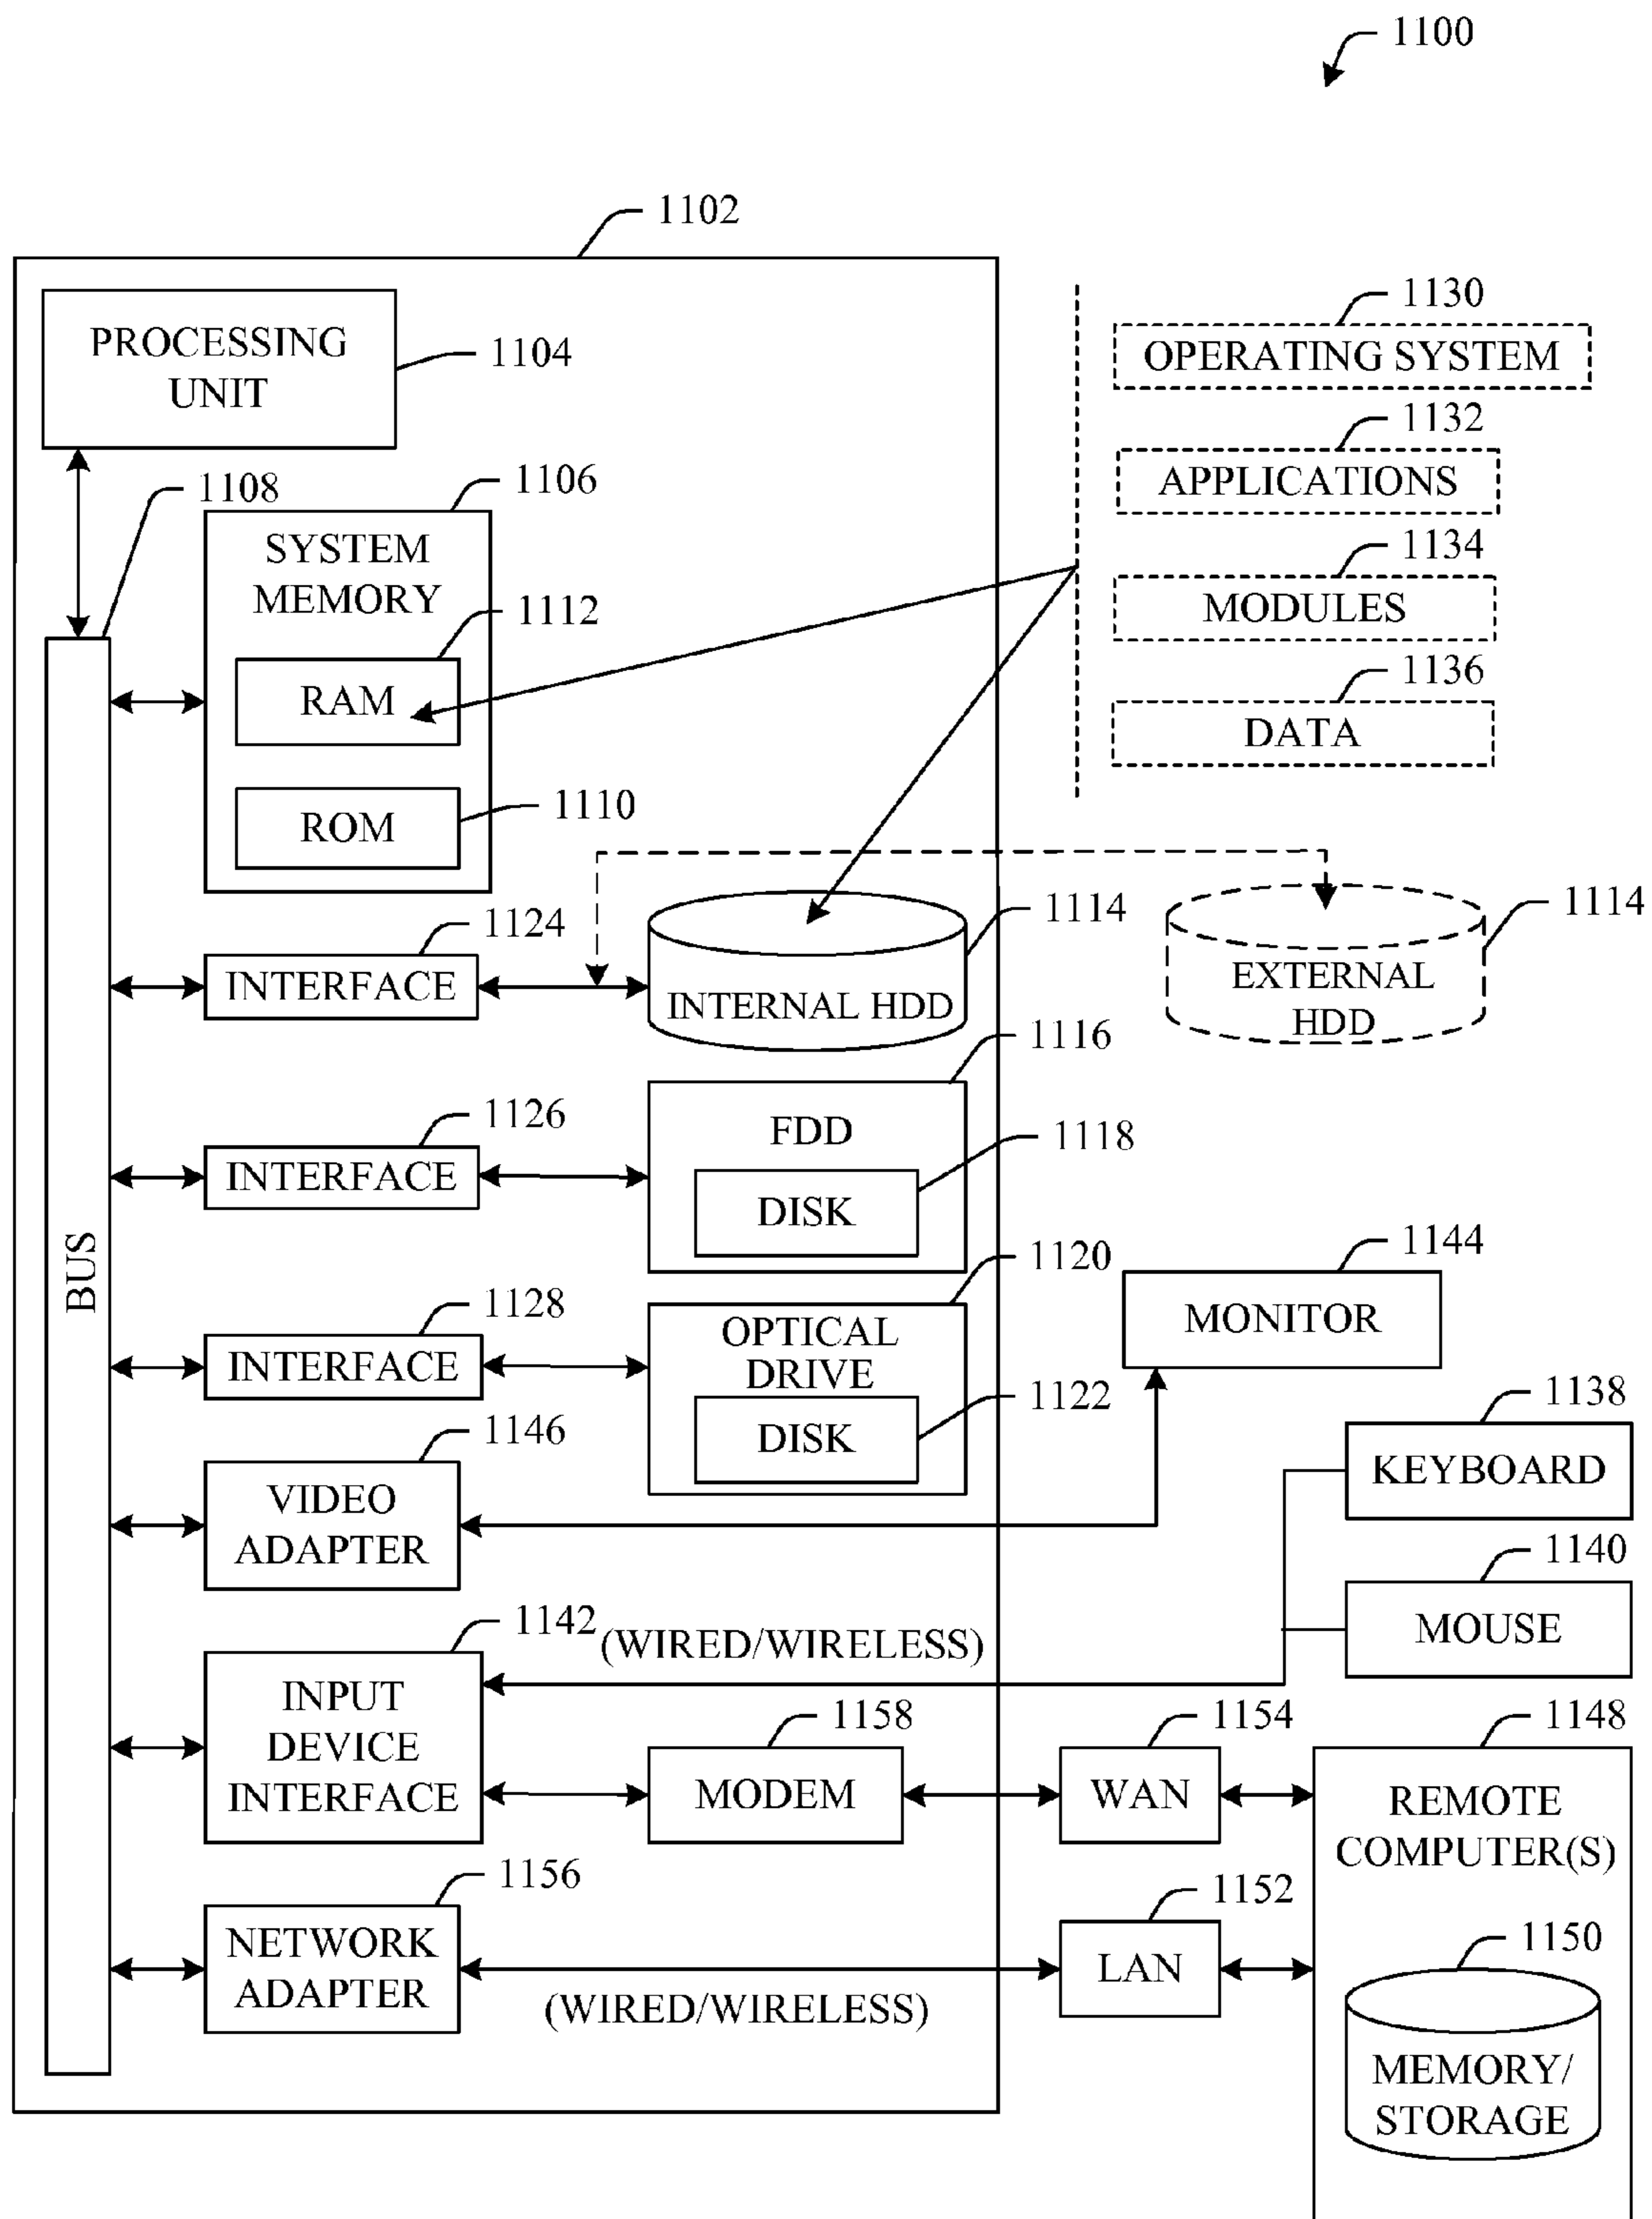 1100
1102
PROCESSING
UNIT
1104
1130
OPERATING SYSTEM
1132
APPLICATIONS
1134
MODULES
1136
DATA
1108
1106
SYSTEM
MEMORY
1112
RAM
1110
ROM
BUS
1124
INTERFACE
1114
INTERNAL HDD
1114
EXTERNAL
HDD
1126
INTERFACE
1116
FDD
1118
DISK
1128
INTERFACE
1120
OPTICAL
DRIVE
1122
DISK
1144
MONITOR
1146
VIDEO
ADAPTER
1138
KEYBOARD
1140
MOUSE
1142
(WIRED/WIRELESS)
INPUT
DEVICE
INTERFACE
1158
MODEM
1154
WAN
1148
REMOTE
COMPUTER(S)
1156
NETWORK
ADAPTER
(WIRED/WIRELESS)
1152
LAN
1150
MEMORY/
STORAGE